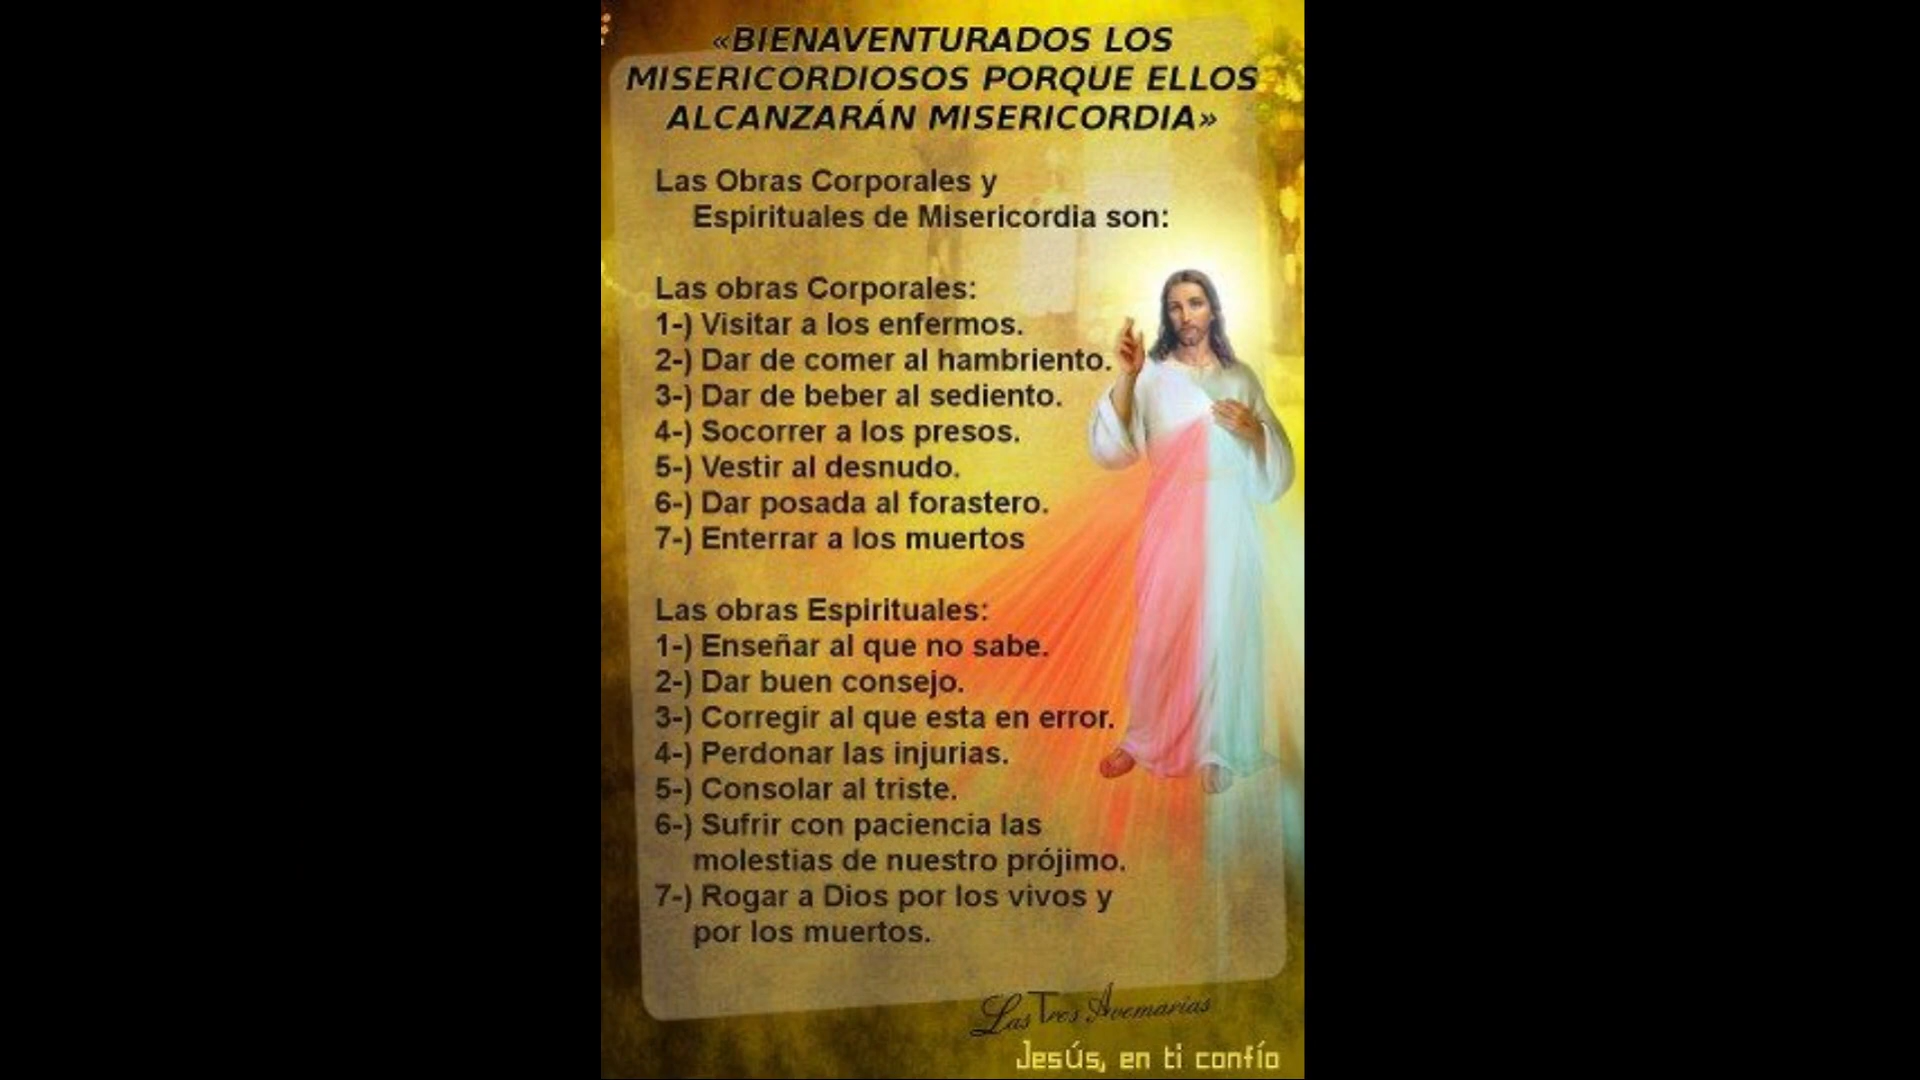 «BIENAVENTURADOS LOS
MISERICORDIOSOS PORQUE ELLOS
ALCANZARÁN MISERICORDIA»
Las Obras Corporales y
Espirituales de Misericordia son:
Las obras Corporales:
1-) Visitar a los enfermos.
2-) Dar de comer al hambriento.
3-) Dar de beber al sediento.
4-) Socorrer a los presos.
5-) Vestir al desnudo.
6-) Dar posada al forastero.
7-) Enterrar a los muertos
Las obras Espirituales:
1-) Enseñar al que no sabe.
2-) Dar buen consejo.
3-) Corregir al que esta en error.
4-) Perdonar las injurias.
5-) Consolar al triste.
6-) Sufrir con paciencia las
molestias de nuestro prójimo.
7-) Rogar a Dios por los vivos y
por los muertos.
Las Tres Avemarías
Jesús, en ti confío